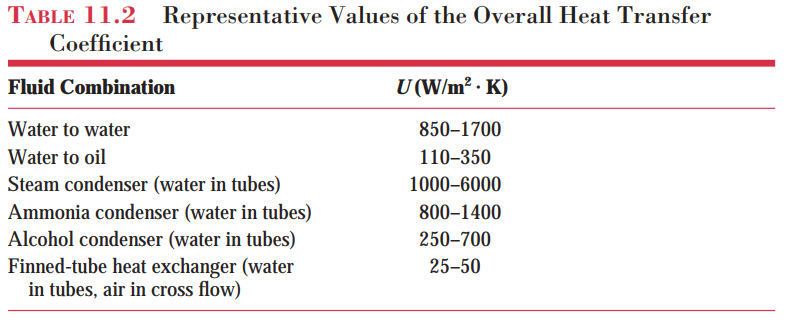 TABLE 11.2 Representative Values of the Overall Heat Transfer
Coefficient
Fluid Combination U (W/m² · K)
Water to water 850–1700
Water to oil 110–350
Steam condenser (water in tubes) 1000–6000
Ammonia condenser (water in tubes) 800–1400
Alcohol condenser (water in tubes) 250–700
Finned-tube heat exchanger (water 25–50
in tubes, air in cross flow)